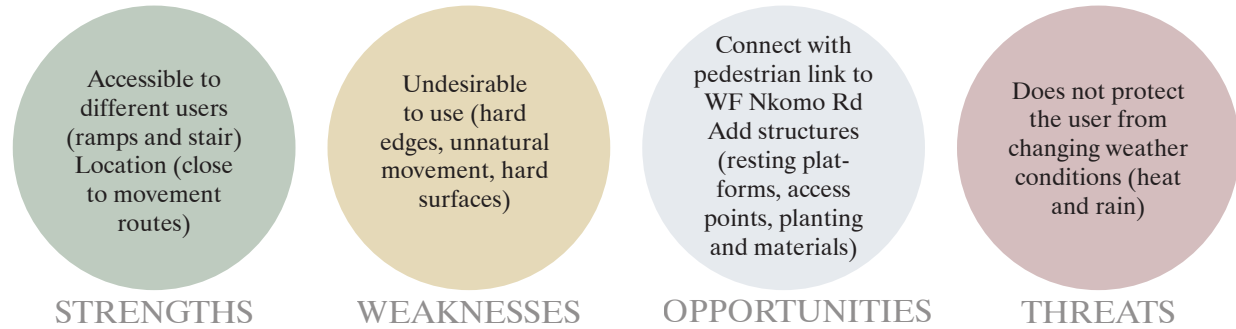 Accessible to
different users
(ramps and stair)
Location (close
to movement
routes)
STRENGTHS
Undesirable
to use (hard
edges, unnatural
movement, hard
surfaces)
WEAKNESSES
Connect with
pedestrian link to
WF Nkomo Rd
Add structures
(resting plat-
forms, access
points, planting
and materials)
OPPORTUNITIES
Does not protect
the user from
changing weather
conditions (heat
and rain)
THREATS